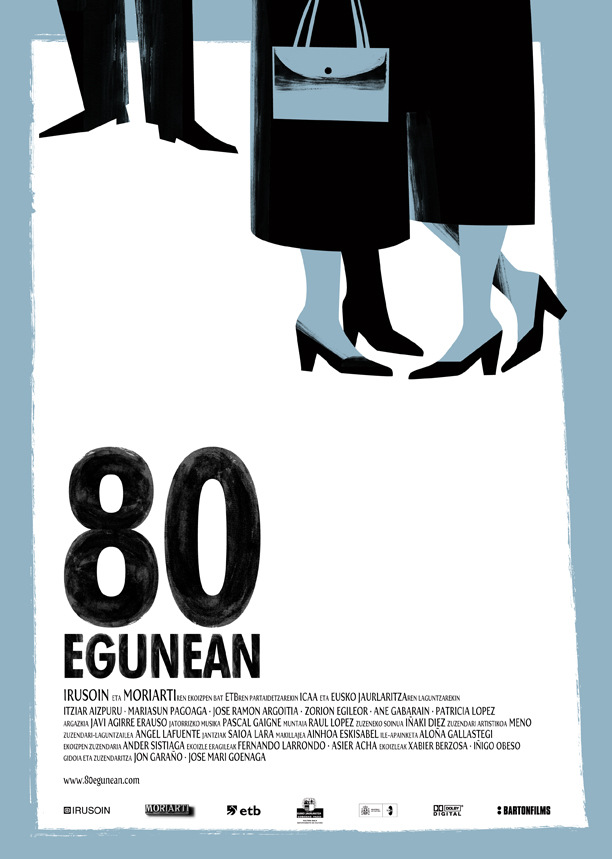 80
EGUNEAN
IRUSOIN ETA MORIARTIREN EKOIZPEN BAT ETBREN PARTAIDETZAREKIN ICAA ETA EUSKO JAURLARITZAREN LAGUNTZAREKIN
ITZIAR AIZPURU · MARIASUN PAGOAGA · JOSE RAMON ARGOITIA · ZORION EGILEOR · ANE GABARAIN · PATRICIA LOPEZ
ARGAZKIA JAVI AGIRRE ERAUSO JATORRIZKO MUSIKA PASCAL GAIGNE MUNTAIA RAUL LOPEZ ZUZENEKO SOINUA IÑAKI DIEZ ZUZENDARI ARTISTIKOA MENO
ZUZENDARI-LAGUNTZAILEA ANGEL LAFUENTE JANTZIAK SAIOA LARA MAKILLAJEA AINHOA ESKISABEL ILE-APAINKETA ALOÑA GALLASTEGI
EKOIZPEN ZUZENDARIA ANDER SISTIAGA EKOIZLE ERAGILEAK FERNANDO LARRONDO · ASIER ACHA EKOIZLEAK XABIER BERZOSA · IÑIGO OBESO
GIDOIA ETA ZUZENDARITZA JON GARAÑO · JOSE MARI GOENAGA
www.80egunean.com
IRUSOIN MORIARTI etb DOLBY DIGITAL BARTONFILMS